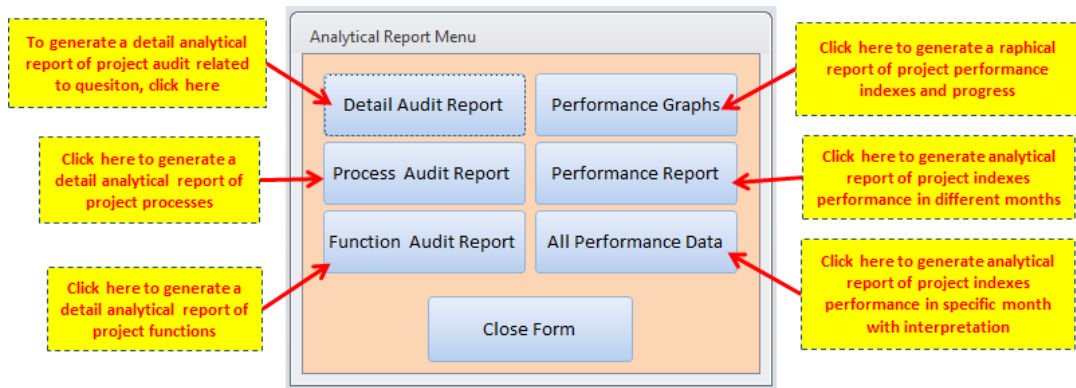 Analytical Report Menu
To generate a detail analytical
report of project audit related
to quesiton, click here
Click here to generate a
detail analytical report of
project processes
Click here to generate a
detail analytical report of
project functions
Detail Audit Report
Performance Graphs
Process Audit Report
Performance Report
Function Audit Report
All Performance Data
Close Form
Click here to generate a raphical
report of project performance
indexes and progress
Click here to generate analytical
report of project indexes
performance in different months
Click here to generate analytical
report of project indexes
performance in specific month
with interpretation